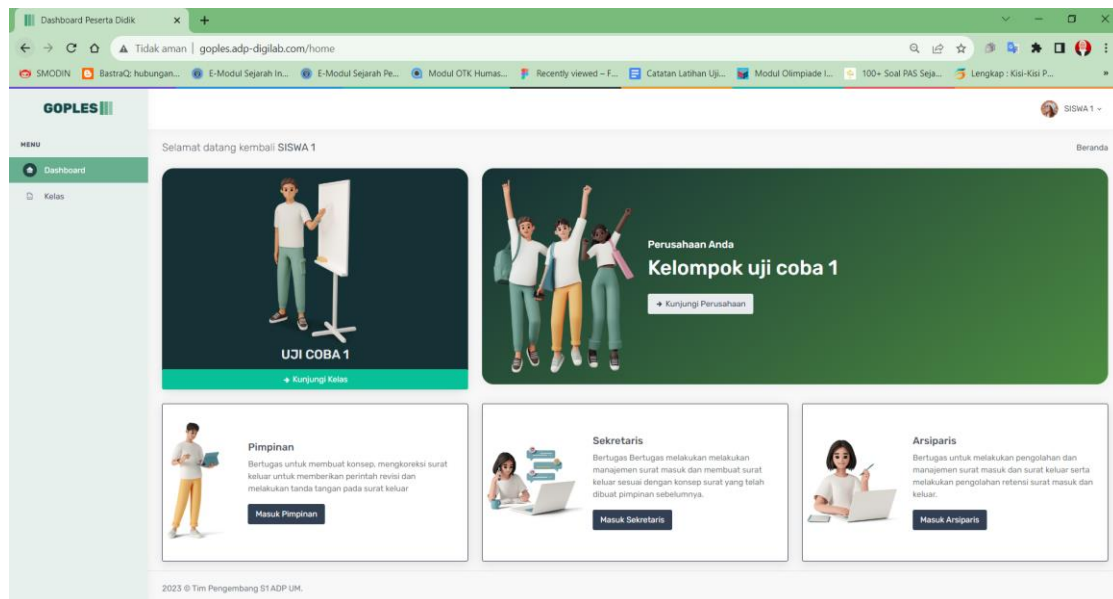 Dashboard Peserta Didik
Tidak aman | goples.adp-digilab.com/home
SMODIN BastraQ: hubungan... E-Modul Sejarah In... E-Modul Sejarah Pe... Modul OTK Humas... Recently viewed – F... Catatan Latihan Uji... Modul Olimpiade I... 100+ Soal PAS Seja... Lengkap : Kisi-Kisi P...
GOPLES
SISWA 1
MENU
Dashboard
Kelas
Selamat datang kembali SISWA 1
Beranda
UJI COBA 1
→ Kunjungi Kelas
Perusahaan Anda
Kelompok uji coba 1
→ Kunjungi Perusahaan
Pimpinan
Bertugas untuk membuat konsep, mengkoreksi surat
keluar untuk memberikan perintah revisi dan
melakukan tanda tangan pada surat keluar
Masuk Pimpinan
Sekretaris
Bertugas Bertugas melakukan melakukan
manajemen surat masuk dan membuat surat
keluar sesuai dengan konsep surat yang telah
dibuat pimpinan sebelumnya.
Masuk Sekretaris
Arsiparis
Bertugas untuk melakukan pengolahan dan
manajemen surat masuk dan surat keluar serta
melakukan pengolahan retensi surat masuk dan
keluar.
Masuk Arsiparis
2023 © Tim Pengembang S1 ADP UM.